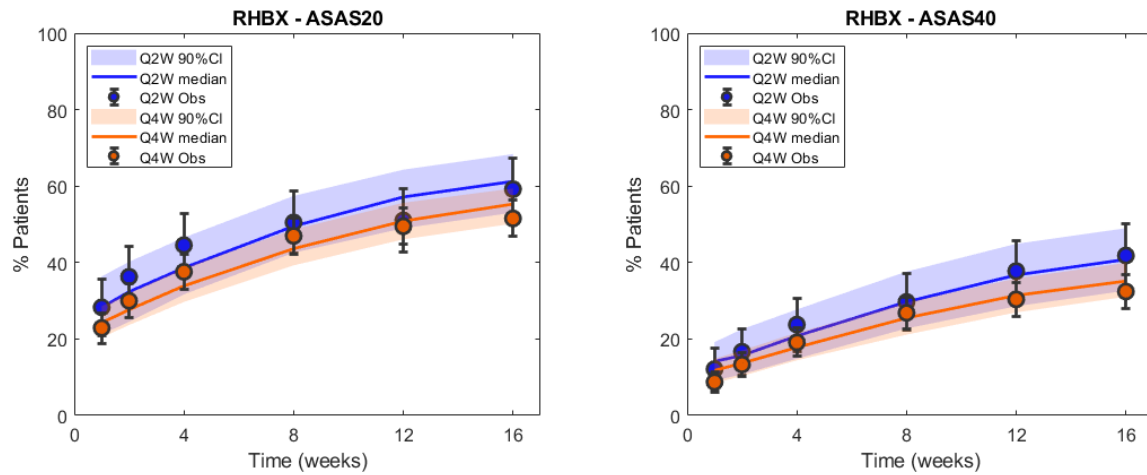 RHBX - ASAS20
100
80
60
40
20
0
% Patients
Q2W 90%CI
Q2W median
Q2W Obs
Q4W 90%CI
Q4W median
Q4W Obs
0 4 8 12 16
Time (weeks)
RHBX - ASAS40
100
80
60
40
20
0
% Patients
Q2W 90%CI
Q2W median
Q2W Obs
Q4W 90%CI
Q4W median
Q4W Obs
0 4 8 12 16
Time (weeks)